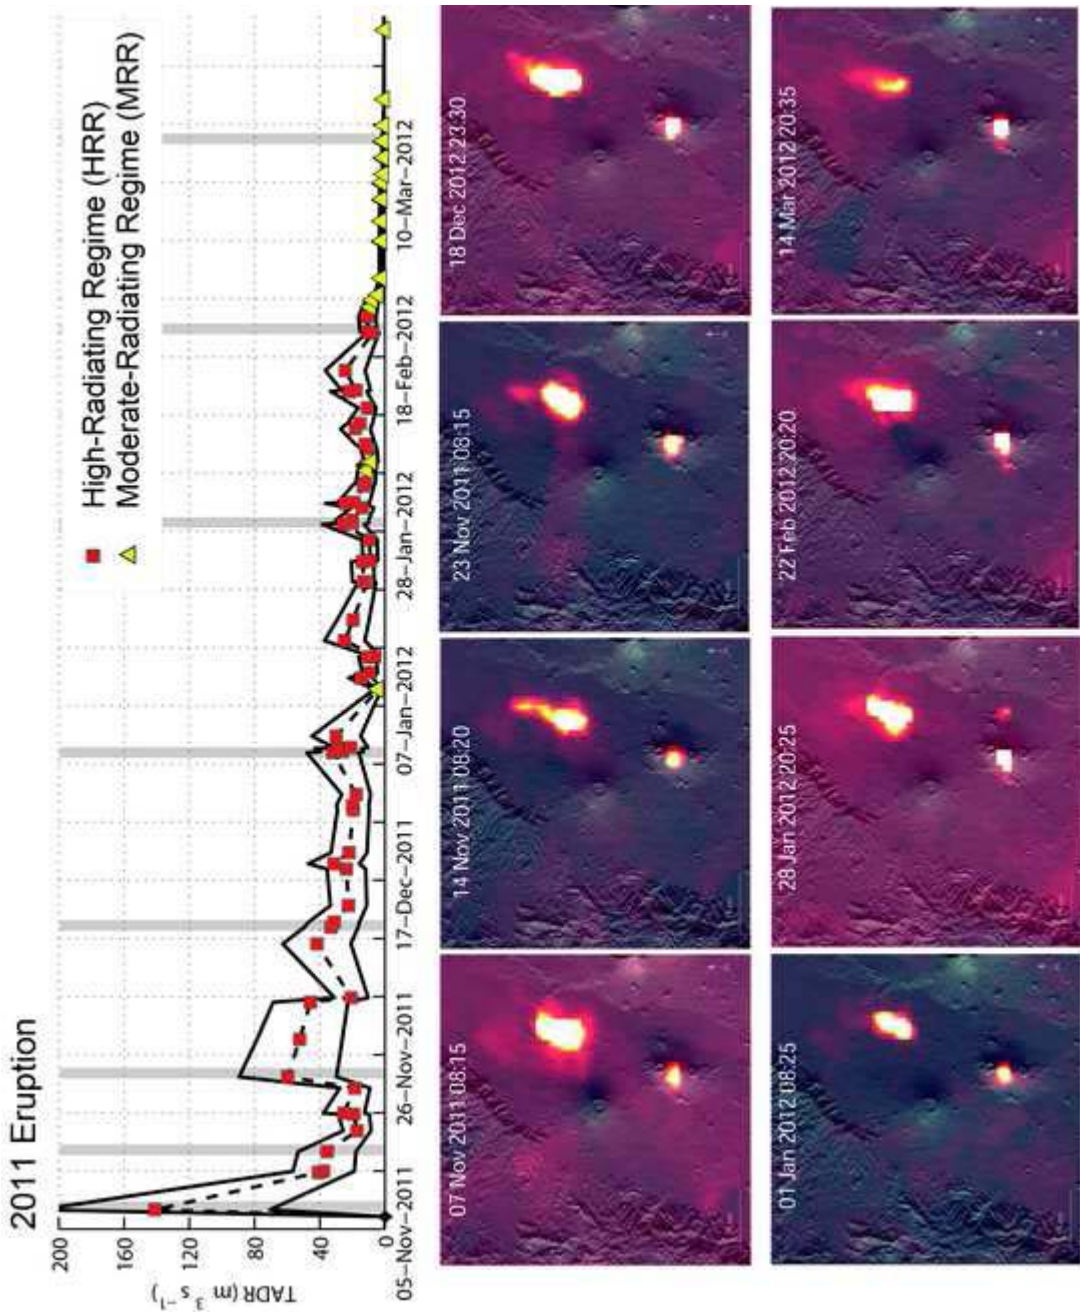 2011 Eruption
High-Radiating Regime (HRR)
Moderate-Radiating Regime (MRR)
TADR (m³ s⁻¹)
200
160
120
80
40
0
05-Nov-2011
26-Nov-2011
17-Dec-2011
07-Jan-2012
28-Jan-2012
18-Feb-2012
10-Mar-2012
07 Nov 2011 08:15
14 Nov 2011 08:20
23 Nov 2011 08:15
18 Dec 2012 23:30
01 Jan 2012 08:25
28 Jan 2012 20:25
22 Feb 2012 20:20
14 Mar 2012 20:35